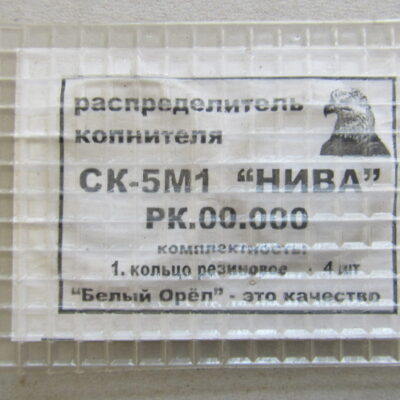 распределитель
копнителя
СК-5М1 “НИВА”
РК.00.000
комплектность:
1. кольцо резиновое - 4 шт
“Белый Орёл” - это качество